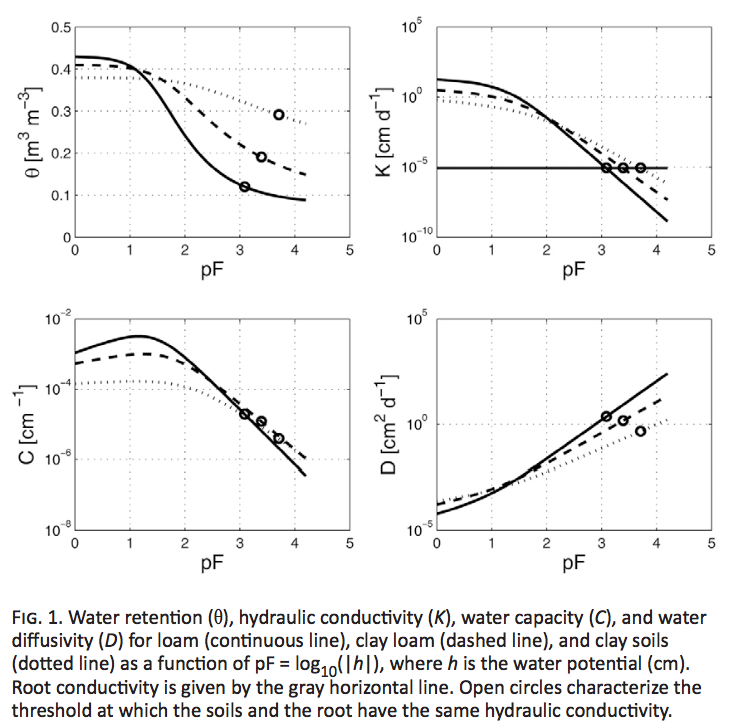 0.5
0.4
0.3
0.2
0.1
0
θ [m³ m⁻³]
0 1 2 3 4 5
pF
10⁵
10⁰
10⁻⁵
10⁻¹⁰
K [cm d⁻¹]
0 1 2 3 4 5
pF
10⁻²
10⁻⁴
10⁻⁶
10⁻⁸
C [cm ⁻¹]
0 1 2 3 4 5
pF
10⁵
10⁰
10⁻⁵
D [cm² d⁻¹]
0 1 2 3 4 5
pF
FIG. 1. Water retention (θ), hydraulic conductivity (K), water capacity (C), and water
diffusivity (D) for loam (continuous line), clay loam (dashed line), and clay soils
(dotted line) as a function of pF = log₁₀(|h|), where h is the water potential (cm).
Root conductivity is given by the gray horizontal line. Open circles characterize the
threshold at which the soils and the root have the same hydraulic conductivity.